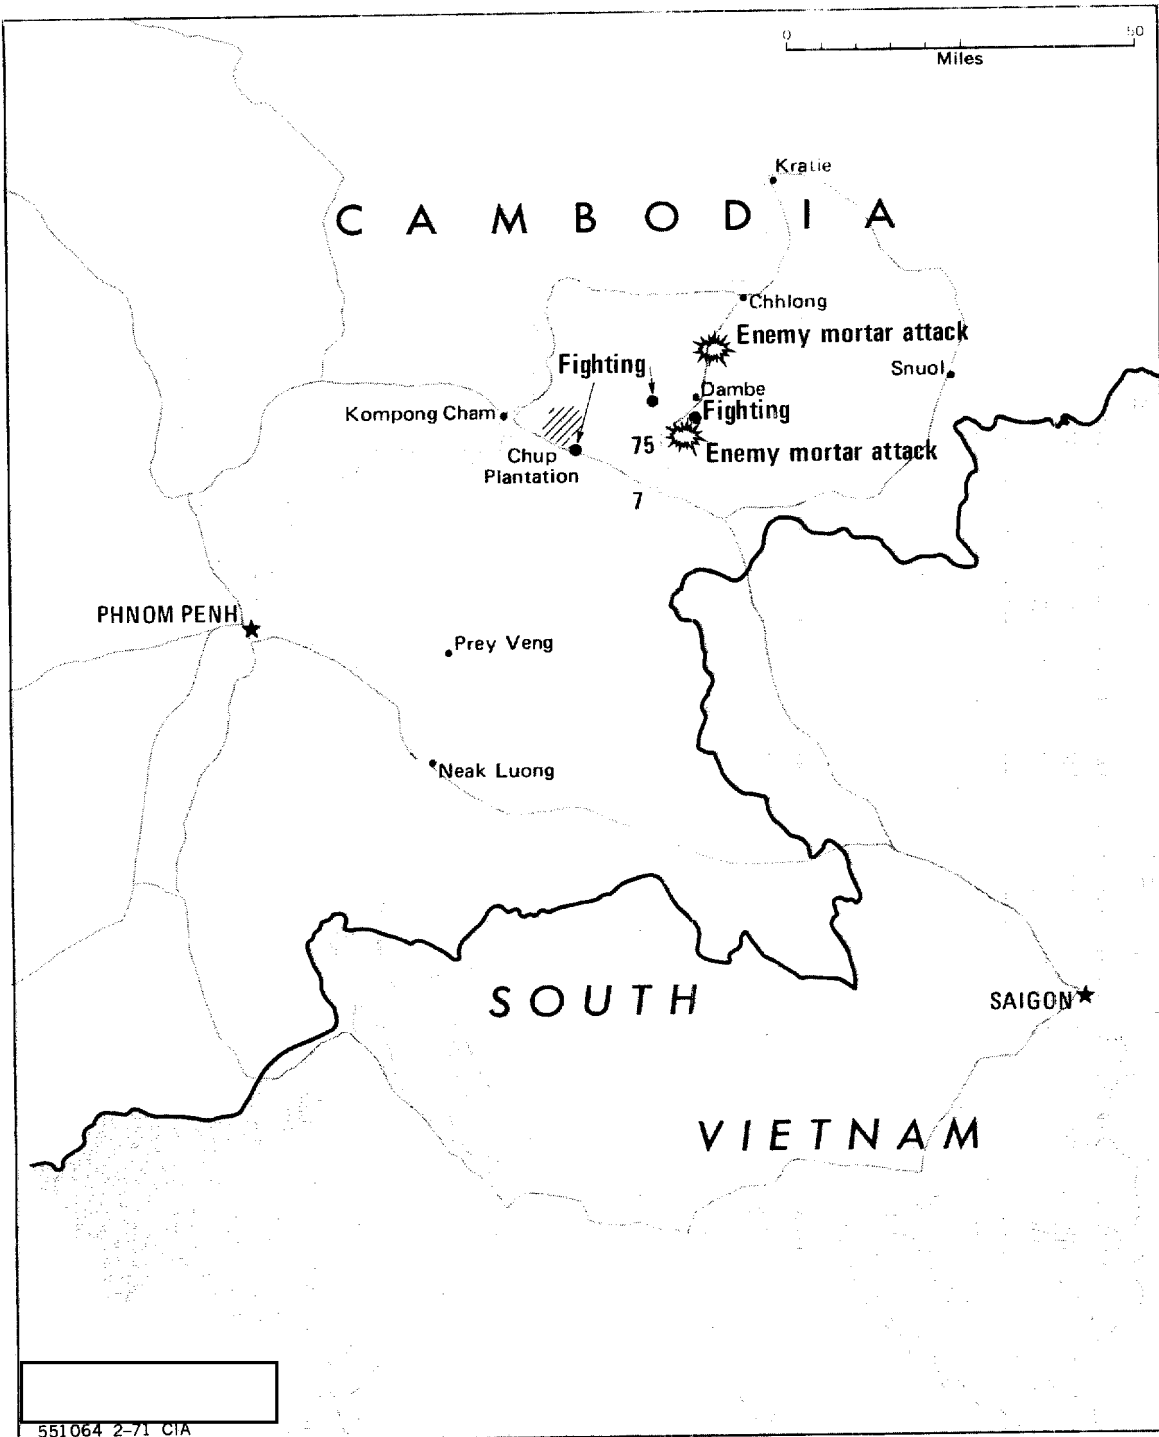 0 50
Miles
Kratie
CAMBODIA
Chhlong
Enemy mortar attack
Fighting
Snuol
Dambe
Kompong Cham
Fighting
75
Enemy mortar attack
Chup
Plantation
7
PHNOM PENH
Prey Veng
Neak Luong
SOUTH
SAIGON
VIETNAM
551064 2-71 CIA